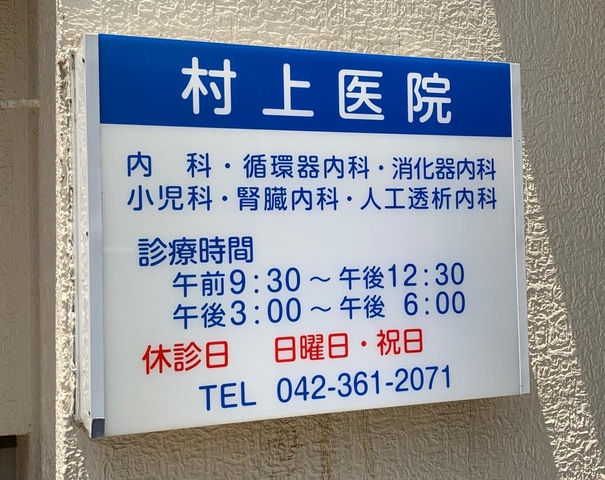 村上医院
内　科・循環器内科・消化器内科
小児科・腎臓内科・人工透析内科
診療時間
午前9:30～午後12:30
午後3:00～午後 6:00
休診日　日曜日・祝日
TEL 042-361-2071